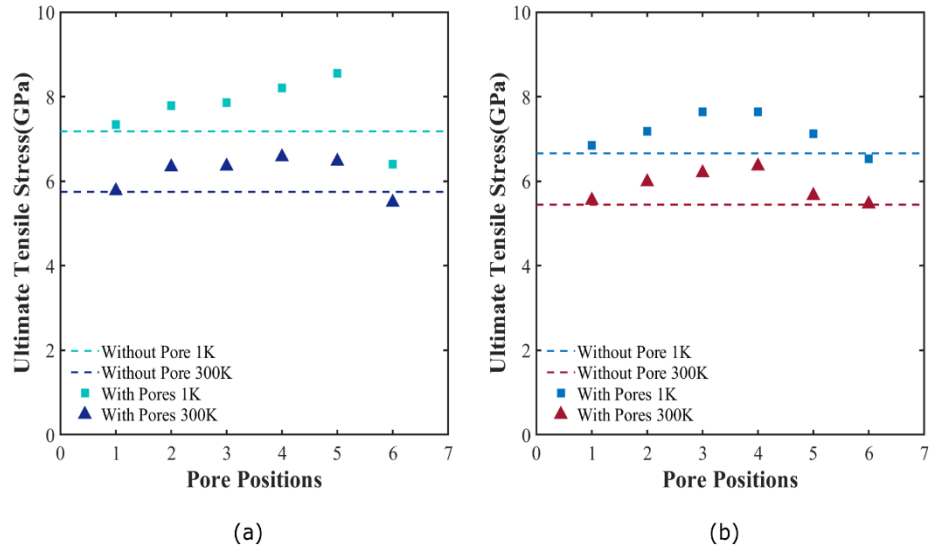 10
8
6
4
2
0
Ultimate Tensile Stress(GPa)
Without Pore 1K
Without Pore 300K
With Pores 1K
With Pores 300K
0 1 2 3 4 5 6 7
Pore Positions
(a)
10
8
6
4
2
0
Ultimate Tensile Stress(GPa)
Without Pore 1K
Without Pore 300K
With Pores 1K
With Pores 300K
0 1 2 3 4 5 6 7
Pore Positions
(b)